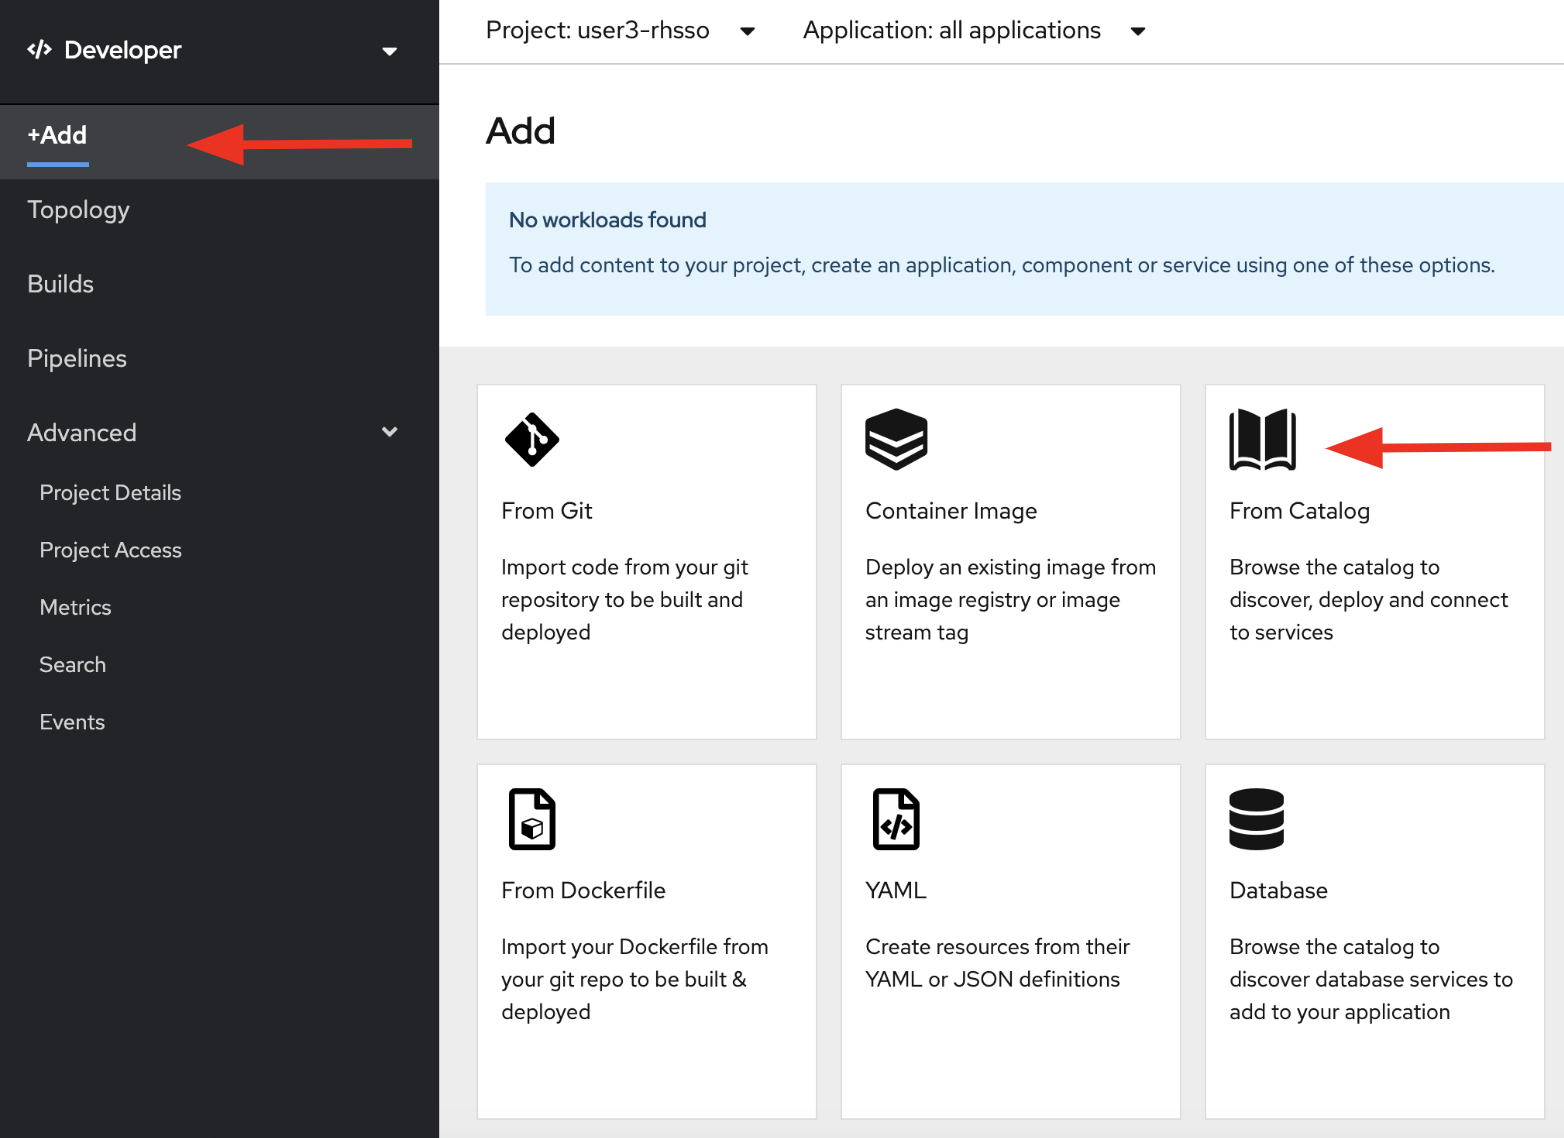 Developer
+Add
Topology
Builds
Pipelines
Advanced
Project Details
Project Access
Metrics
Search
Events
Project: user3-rhsso
Application: all applications
Add
No workloads found
To add content to your project, create an application, component or service using one of these options.
From Git
Import code from your git
repository to be built and
deployed
Container Image
Deploy an existing image from
an image registry or image
stream tag
From Catalog
Browse the catalog to
discover, deploy and connect
to services
From Dockerfile
Import your Dockerfile from
your git repo to be built &
deployed
YAML
Create resources from their
YAML or JSON definitions
Database
Browse the catalog to
discover database services to
add to your application